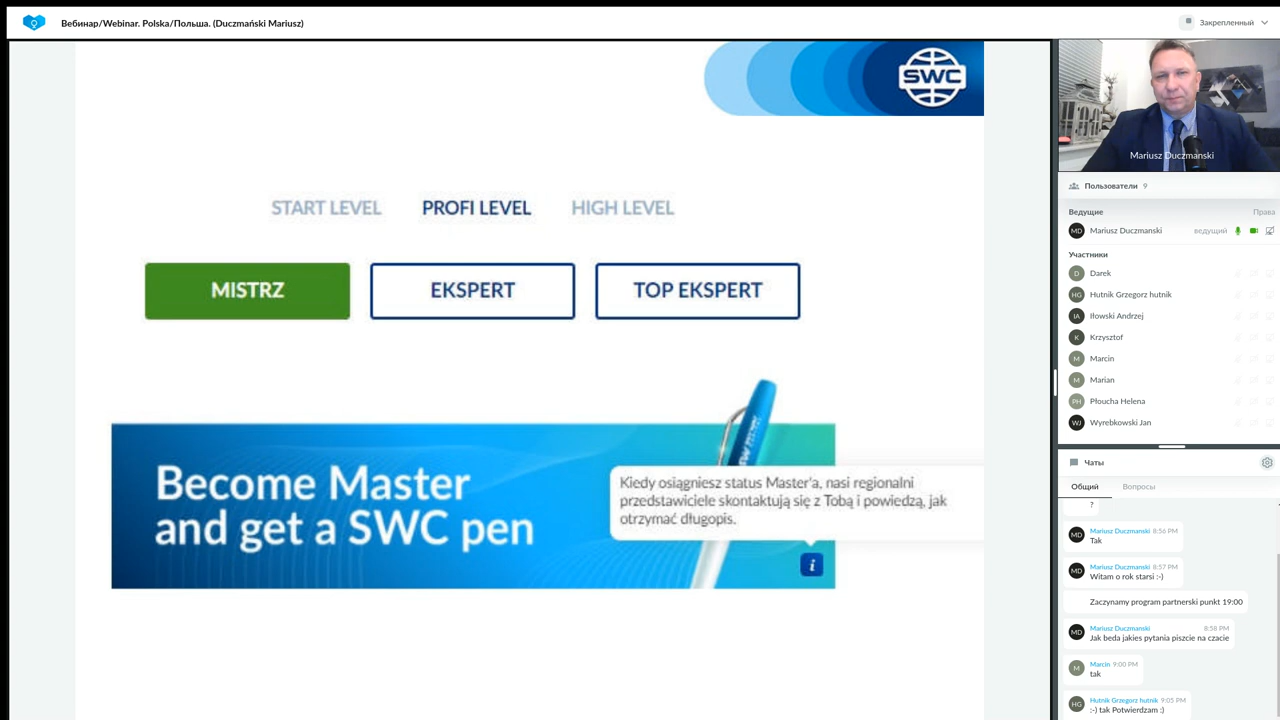 Вебинар/Webinar. Polska/Польша. (Duczmański Mariusz)
Закрепленный
SWC
START LEVEL PROFI LEVEL HIGH LEVEL
MISTRZ EKSPERT TOP EKSPERT
Become Master
and get a SWC pen
Kiedy osiągniesz status Master'a, nasi regionalni
przedstawiciele skontaktują się z Tobą i powiedzą, jak
otrzymać długopis.
i
Mariusz Duczmanski
Пользователи 9
Ведущие Права
MD Mariusz Duczmanski ведущий
Участники
D Darek
HG Hutnik Grzegorz hutnik
IA Iłowski Andrzej
K Krzysztof
M Marcin
M Marian
PH Płoucha Helena
WJ Wyrebkowski Jan
Чаты
Общий Вопросы
?
MD Mariusz Duczmanski 8:56 PM
Tak
MD Mariusz Duczmanski 8:57 PM
Witam o rok starsi :-)
Zaczynamy program partnerski punkt 19:00
MD Mariusz Duczmanski 8:58 PM
Jak beda jakies pytania piszcie na czacie
M Marcin 9:00 PM
tak
HG Hutnik Grzegorz hutnik 9:05 PM
:-) tak Potwierdzam :)